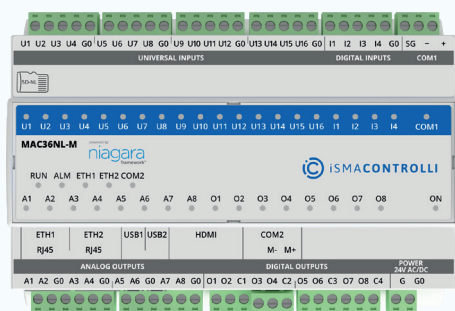 U1 U2 U3 U4 G0 U5 U6 U7 U8 G0 U9 U10 U11 U12 G0 U13 U14 U15 U16 G0 I1 I2 I3 I4 G0 SG − +
UNIVERSAL INPUTS DIGITAL INPUTS COM1
U1 U2 U3 U4 U5 U6 U7 U8 U9 U10 U11 U12 U13 U14 U15 U16 I1 I2 I3 I4 COM1
MAC36NL-M
niagara
framework®
iSMACONTROLLI
RUN ALM ETH1 ETH2 COM2
A1 A2 A3 A4 A5 A6 A7 A8 O1 O2 O3 O4 O5 O6 O7 O8 ON
ETH1 ETH2 USB1 USB2 HDMI COM2
RJ45 RJ45 M- M+
ANALOG OUTPUTS DIGITAL OUTPUTS POWER
24V AC/DC
A1 A2 G0 A3 A4 G0 A5 A6 G0 A7 A8 G0 O1 O2 C1 O3 O4 C2 O5 O6 C3 O7 O8 C4 G G0